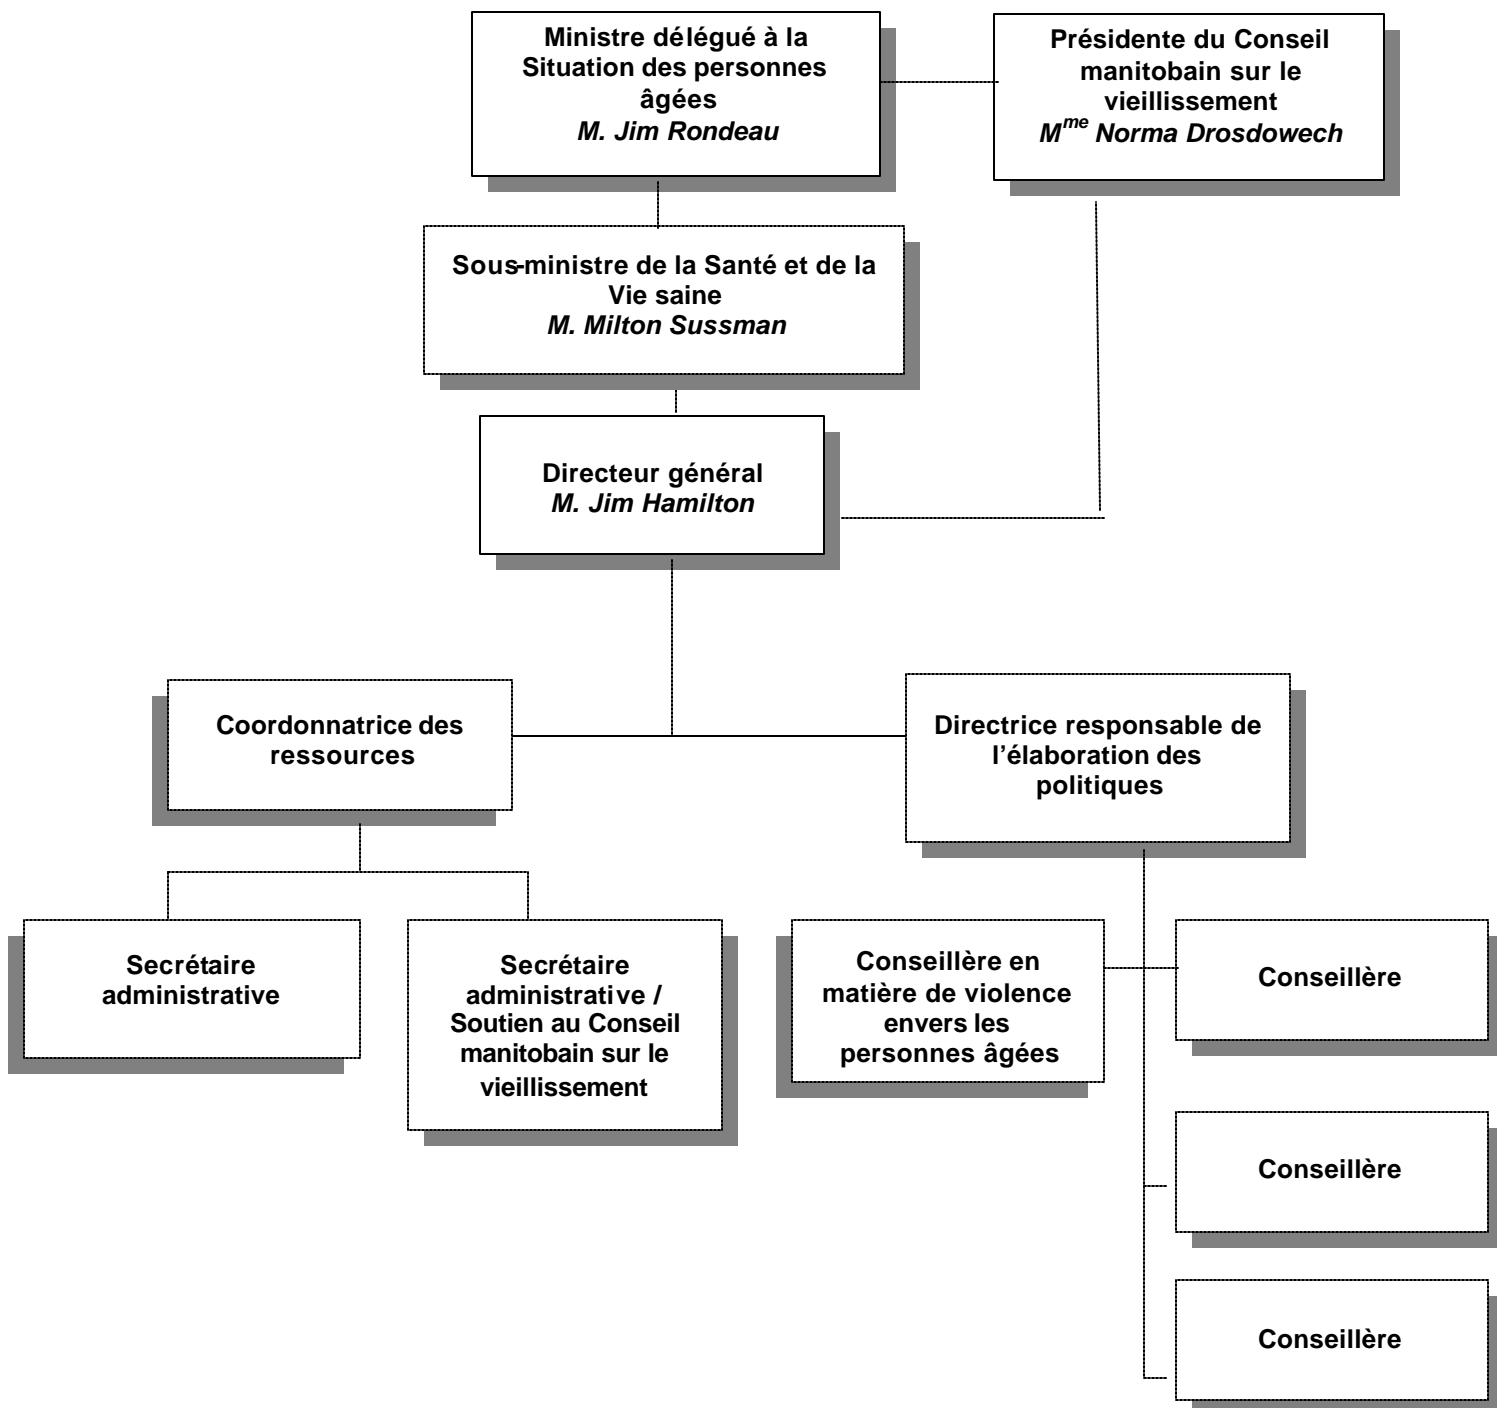 Ministre délégué à la
Situation des personnes
âgées
M. Jim Rondeau
Présidente du Conseil
manitobain sur le
vieillissement
Mme Norma Drosdowech
Sous-ministre de la Santé et de la
Vie saine
M. Milton Sussman
Directeur général
M. Jim Hamilton
Coordonnatrice des
ressources
Directrice responsable de
l’élaboration des
politiques
Secrétaire
administrative
Secrétaire
administrative /
Soutien au Conseil
manitobain sur le
vieillissement
Conseillère en
matière de violence
envers les
personnes âgées
Conseillère
Conseillère
Conseillère